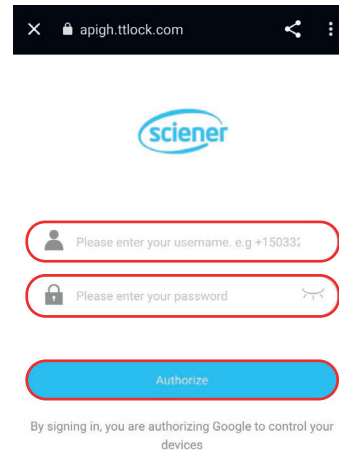 apigh.ttlock.com
sciener
Please enter your username. e.g +150332
Please enter your password
Authorize
By signing in, you are authorizing Google to control your
devices